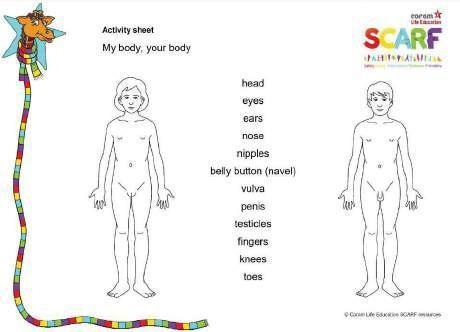 Activity sheet
My body, your body
coram
Life Education
SCARF
head
eyes
ears
nose
nipples
belly button (navel)
vulva
penis
testicles
fingers
knees
toes
© Coram Life Education SCARF resources